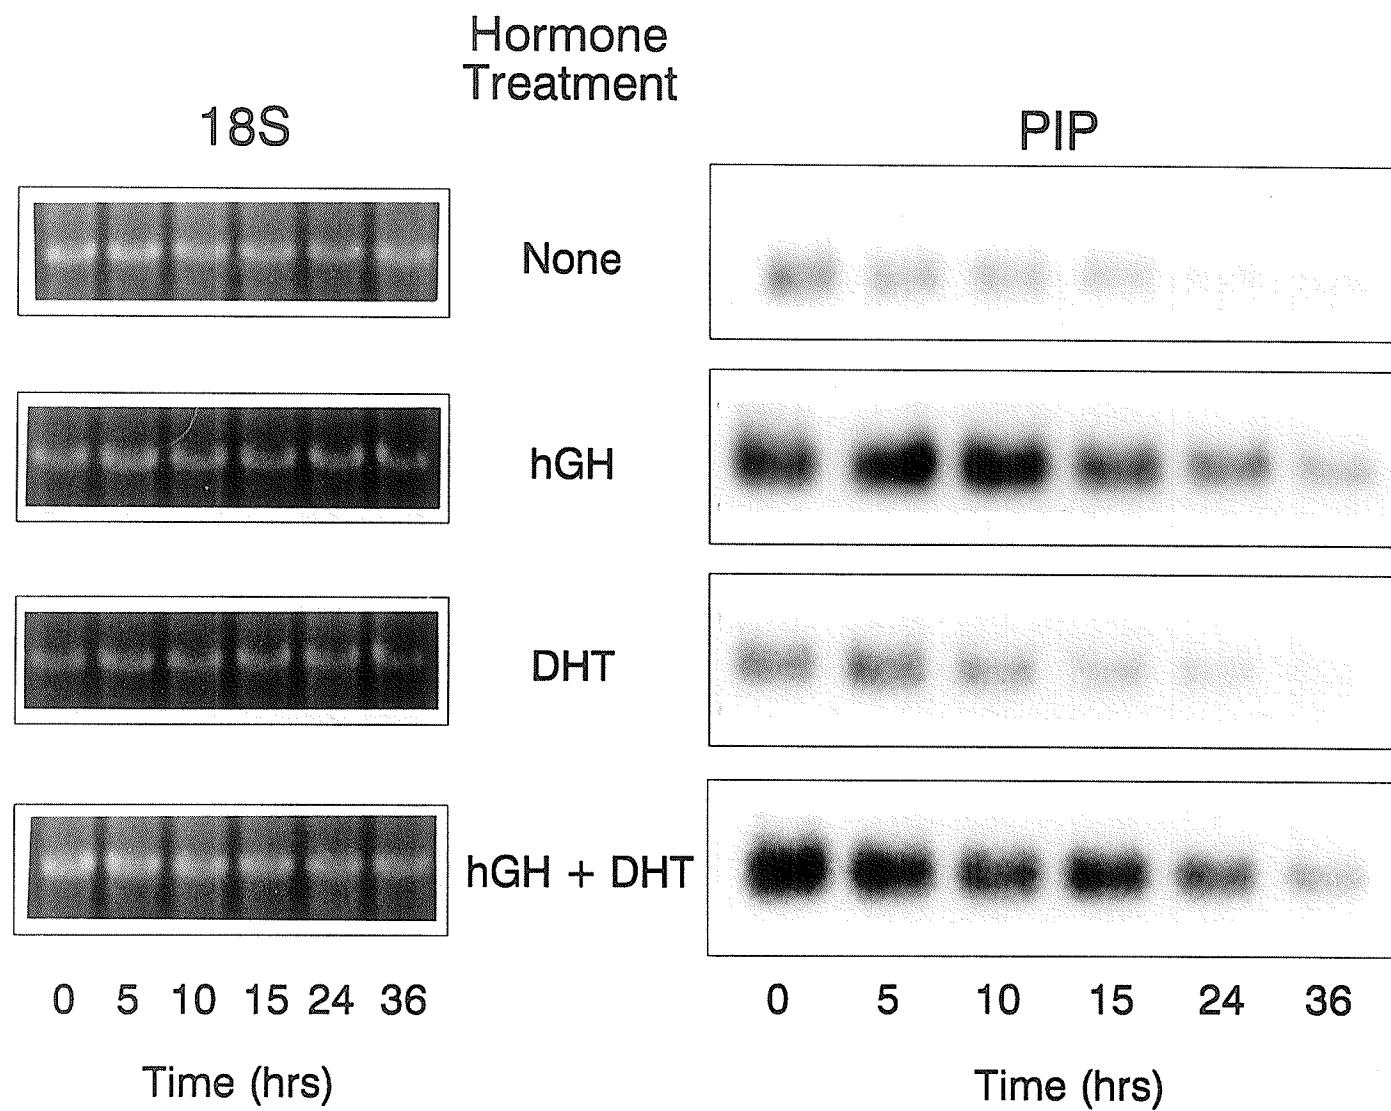 Hormone
Treatment
18S
PIP
None
hGH
DHT
hGH + DHT
0 5 10 15 24 36
0 5 10 15 24 36
Time (hrs)
Time (hrs)